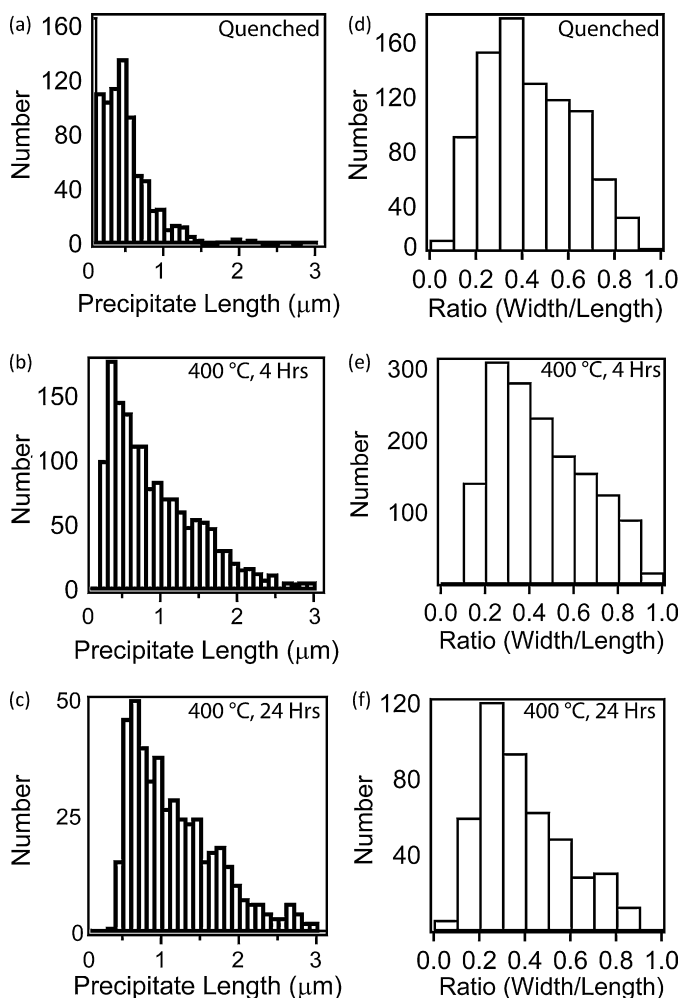 (a)
Quenched
160
120
80
40
0
Number
0 1 2 3
Precipitate Length (μm)
(d)
Quenched
160
120
80
40
0
Number
0.0 0.2 0.4 0.6 0.8 1.0
Ratio (Width/Length)
(b)
400 °C, 4 Hrs
150
100
50
0
Number
0 1 2 3
Precipitate Length (μm)
(e)
400 °C, 4 Hrs
300
200
100
Number
0.0 0.2 0.4 0.6 0.8 1.0
Ratio (Width/Length)
(c)
400 °C, 24 Hrs
50
25
0
Number
0 1 2 3
Precipitate Length (μm)
(f)
400 °C, 24 Hrs
120
80
40
Number
0.0 0.2 0.4 0.6 0.8 1.0
Ratio (Width/Length)